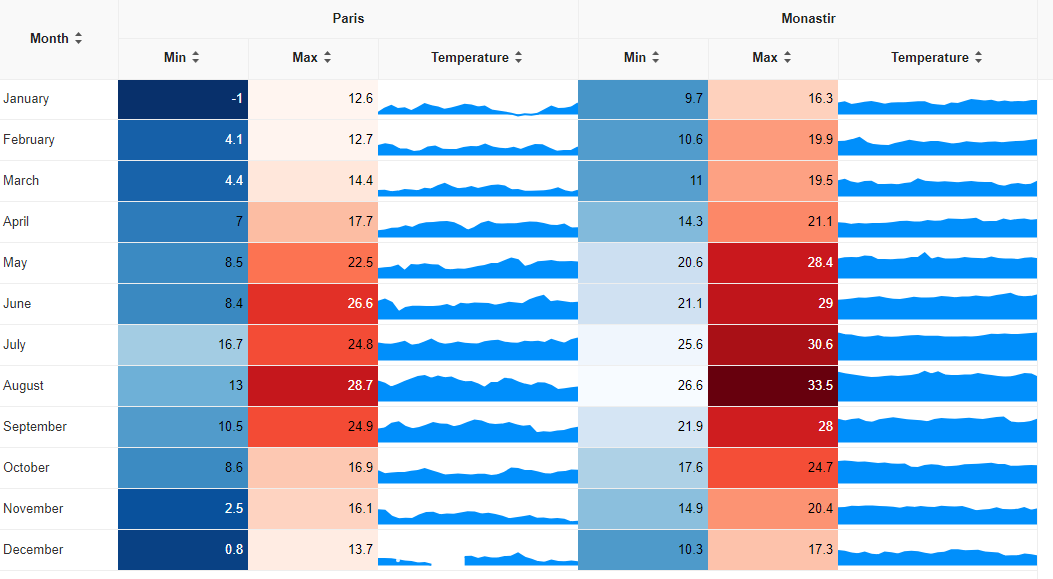 Month Paris Monastir
Min Max Temperature Min Max Temperature
January -1 12.6 9.7 16.3
February 4.1 12.7 10.6 19.9
March 4.4 14.4 11 19.5
April 7 17.7 14.3 21.1
May 8.5 22.5 20.6 28.4
June 8.4 26.6 21.1 29
July 16.7 24.8 25.6 30.6
August 13 28.7 26.6 33.5
September 10.5 24.9 21.9 28
October 8.6 16.9 17.6 24.7
November 2.5 16.1 14.9 20.4
December 0.8 13.7 10.3 17.3